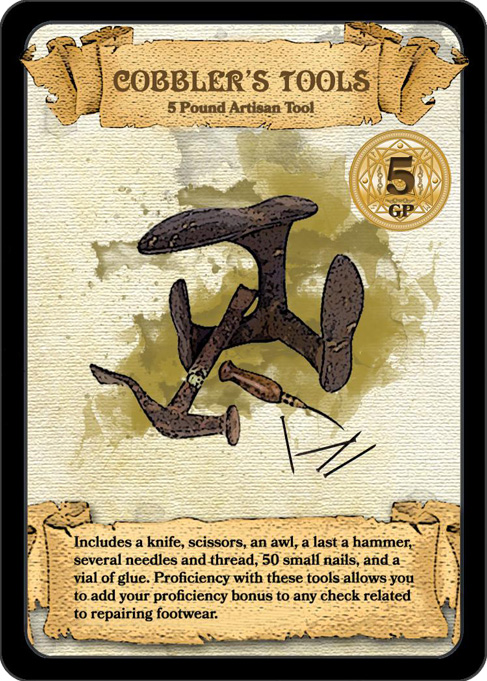 COBBLER'S TOOLS
5 Pound Artisan Tool
5
GP
Includes a knife, scissors, an awl, a last a hammer,
several needles and thread, 50 small nails, and a
vial of glue. Proficiency with these tools allows you
to add your proficiency bonus to any check related
to repairing footwear.